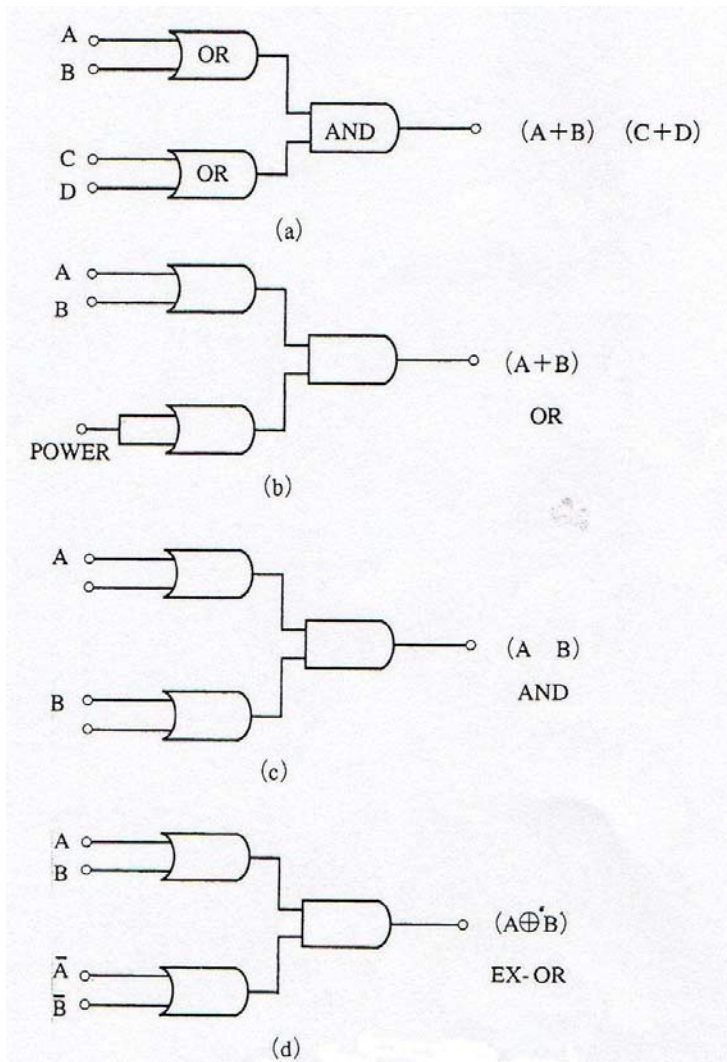 A
B
OR
AND
(A+B) (C+D)
C
D
OR
(a)
A
B
(A+B)
OR
POWER
(b)
A
(A B)
AND
B
(c)
A
B
(A⊕B)
EX-OR
A̅
B̅
(d)